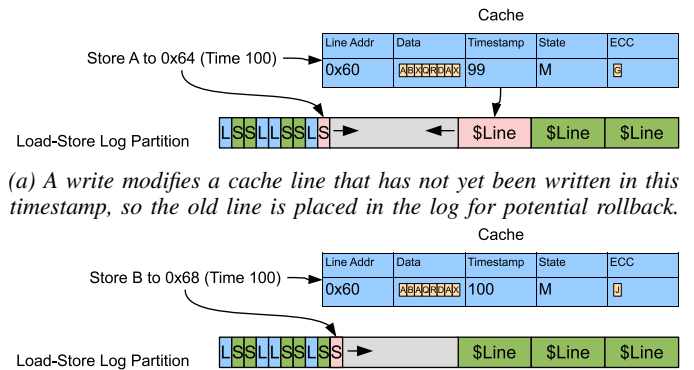 Cache
Line Addr Data Timestamp State ECC
Store A to 0x64 (Time 100)
0x60 ABXQRDAX 99 M G
Load-Store Log Partition LSSLLSSLS $Line $Line $Line
(a) A write modifies a cache line that has not yet been written in this
timestamp, so the old line is placed in the log for potential rollback.
Cache
Line Addr Data Timestamp State ECC
Store B to 0x68 (Time 100)
0x60 ABAQRDAX 100 M J
Load-Store Log Partition LSSLLSSLSS $Line $Line $Line